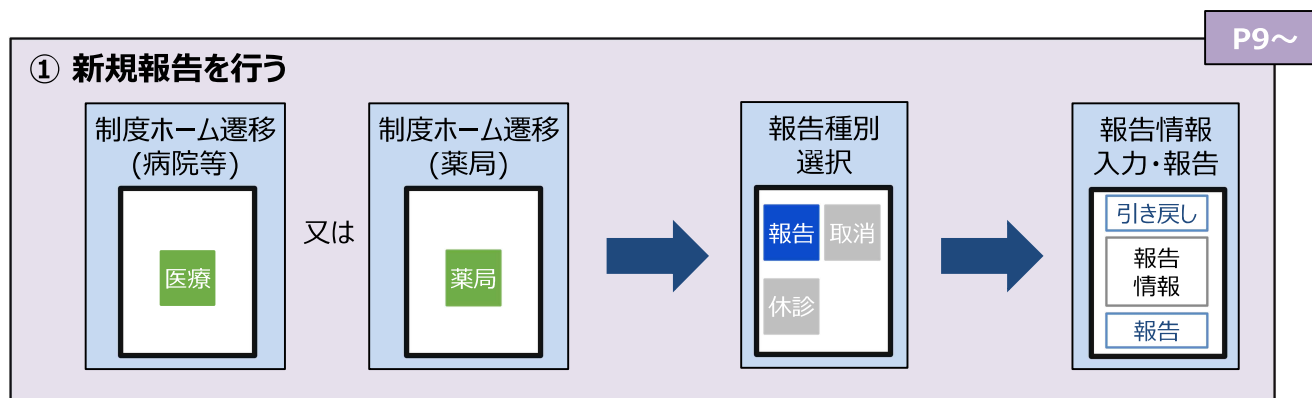 P9～
① 新規報告を行う
制度ホーム遷移
(病院等)
医療
又は
制度ホーム遷移
(薬局)
薬局
報告種別
選択
報告
取消
休診
報告情報
入力・報告
引き戻し
報告
情報
報告